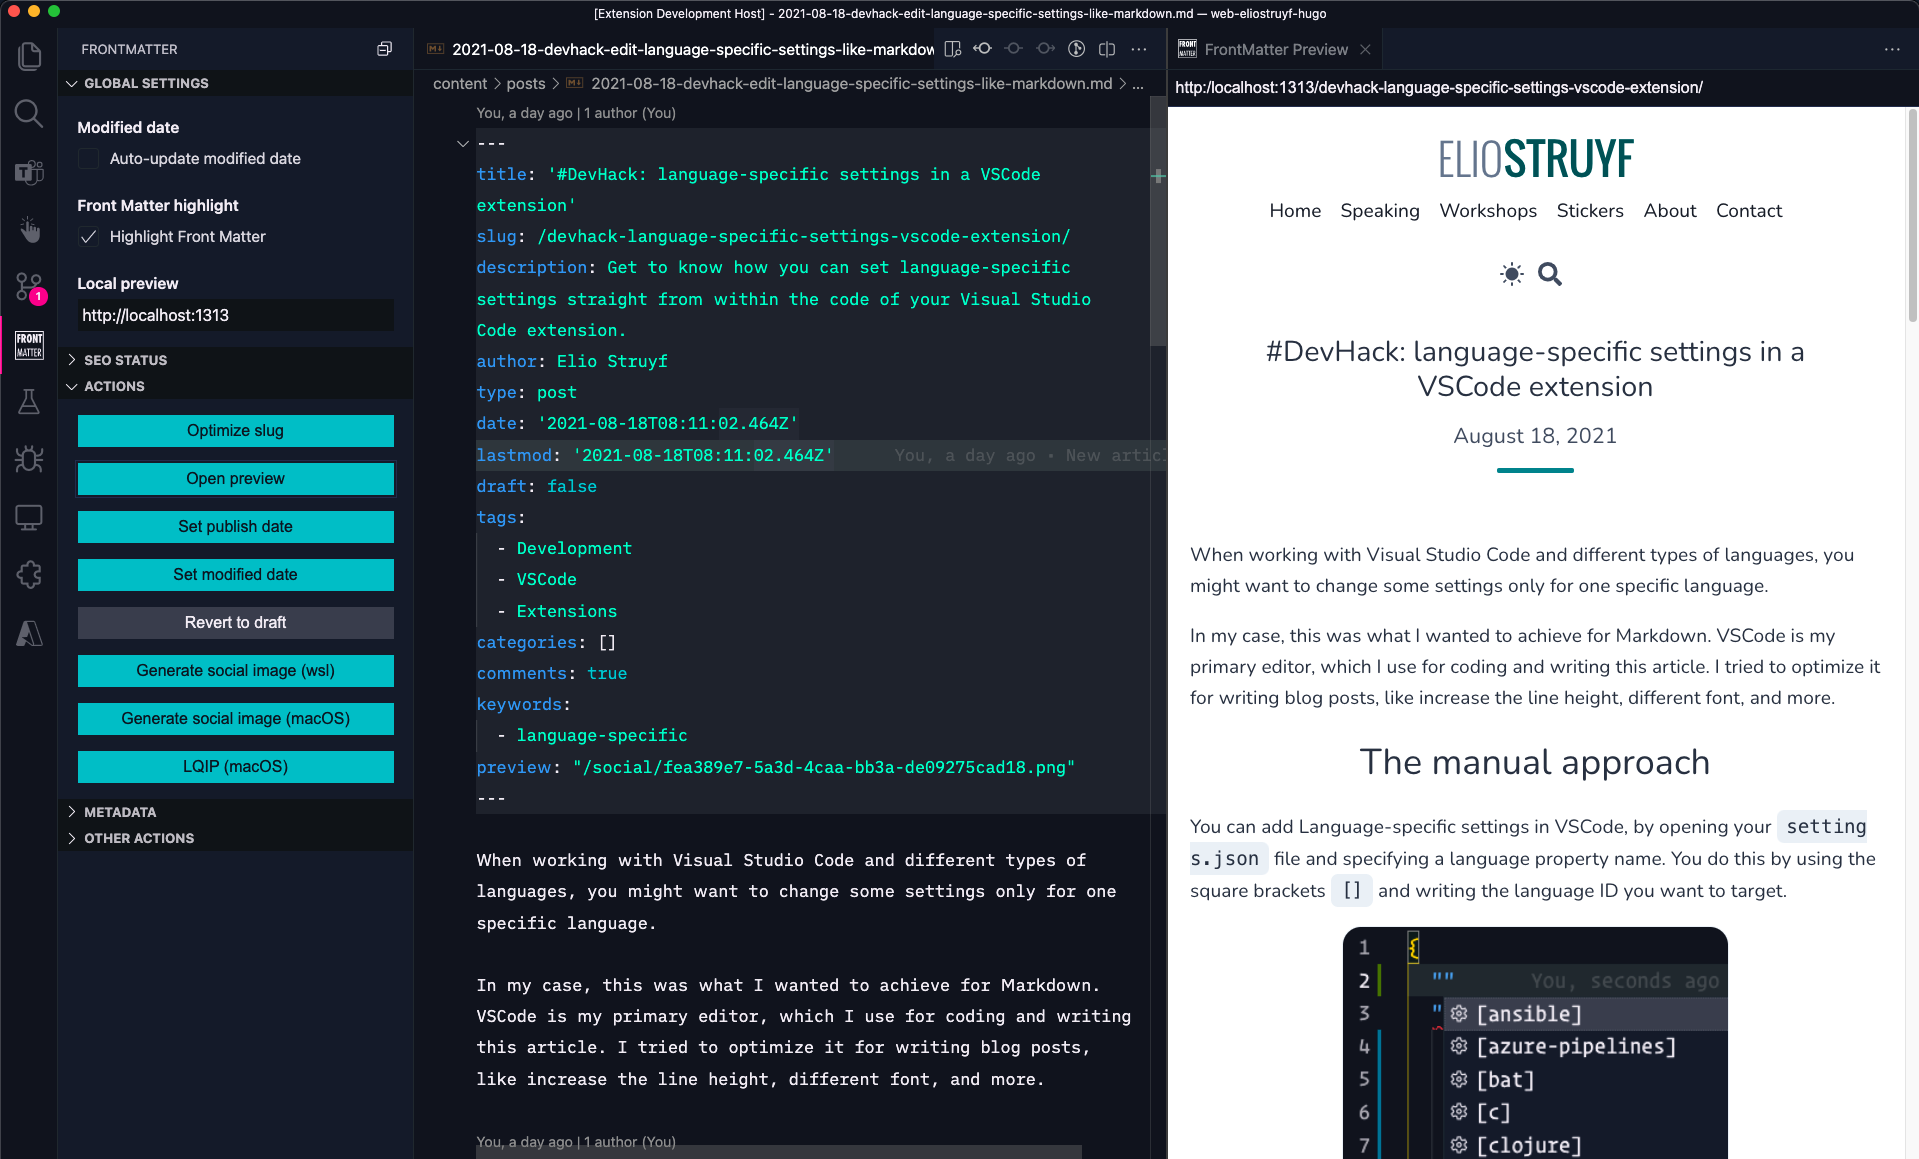 [Extension Development Host] - 2021-08-18-devhack-edit-language-specific-settings-like-markdown.md — web-eliostruyf-hugo
FRONTMATTER
GLOBAL SETTINGS
Modified date
Auto-update modified date
Front Matter highlight
Highlight Front Matter
Local preview
http://localhost:1313
SEO STATUS
ACTIONS
Optimize slug
Open preview
Set publish date
Set modified date
Revert to draft
Generate social image (wsl)
Generate social image (macOS)
LQIP (macOS)
METADATA
OTHER ACTIONS
1
FRONT
MATTER
2021-08-18-devhack-edit-language-specific-settings-like-markdow
content > posts > 2021-08-18-devhack-edit-language-specific-settings-like-markdown.md > ...
You, a day ago | 1 author (You)
---
title: '#DevHack: language-specific settings in a VSCode
extension'
slug: /devhack-language-specific-settings-vscode-extension/
description: Get to know how you can set language-specific
settings straight from within the code of your Visual Studio
Code extension.
author: Elio Struyf
type: post
date: '2021-08-18T08:11:02.464Z'
lastmod: '2021-08-18T08:11:02.464Z' You, a day ago • New artic
draft: false
tags:
- Development
- VSCode
- Extensions
categories: []
comments: true
keywords:
- language-specific
preview: "/social/fea389e7-5a3d-4caa-bb3a-de09275cad18.png"
---
When working with Visual Studio Code and different types of
languages, you might want to change some settings only for one
specific language.
In my case, this was what I wanted to achieve for Markdown.
VSCode is my primary editor, which I use for coding and writing
this article. I tried to optimize it for writing blog posts,
like increase the line height, different font, and more.
You, a day ago | 1 author (You)
FRONT
MATTER
FrontMatter Preview
http:/localhost:1313/devhack-language-specific-settings-vscode-extension/
ELIOSTRUYF
Home Speaking Workshops Stickers About Contact
#DevHack: language-specific settings in a
VSCode extension
August 18, 2021
When working with Visual Studio Code and different types of languages, you
might want to change some settings only for one specific language.
In my case, this was what I wanted to achieve for Markdown. VSCode is my
primary editor, which I use for coding and writing this article. I tried to optimize it
for writing blog posts, like increase the line height, different font, and more.
The manual approach
You can add Language-specific settings in VSCode, by opening your setting
s.json file and specifying a language property name. You do this by using the
square brackets [] and writing the language ID you want to target.
1 {
2 "" You, seconds ago
3 " [ansible]
4 [azure-pipelines]
5 [bat]
6 [c]
7 [clojure]